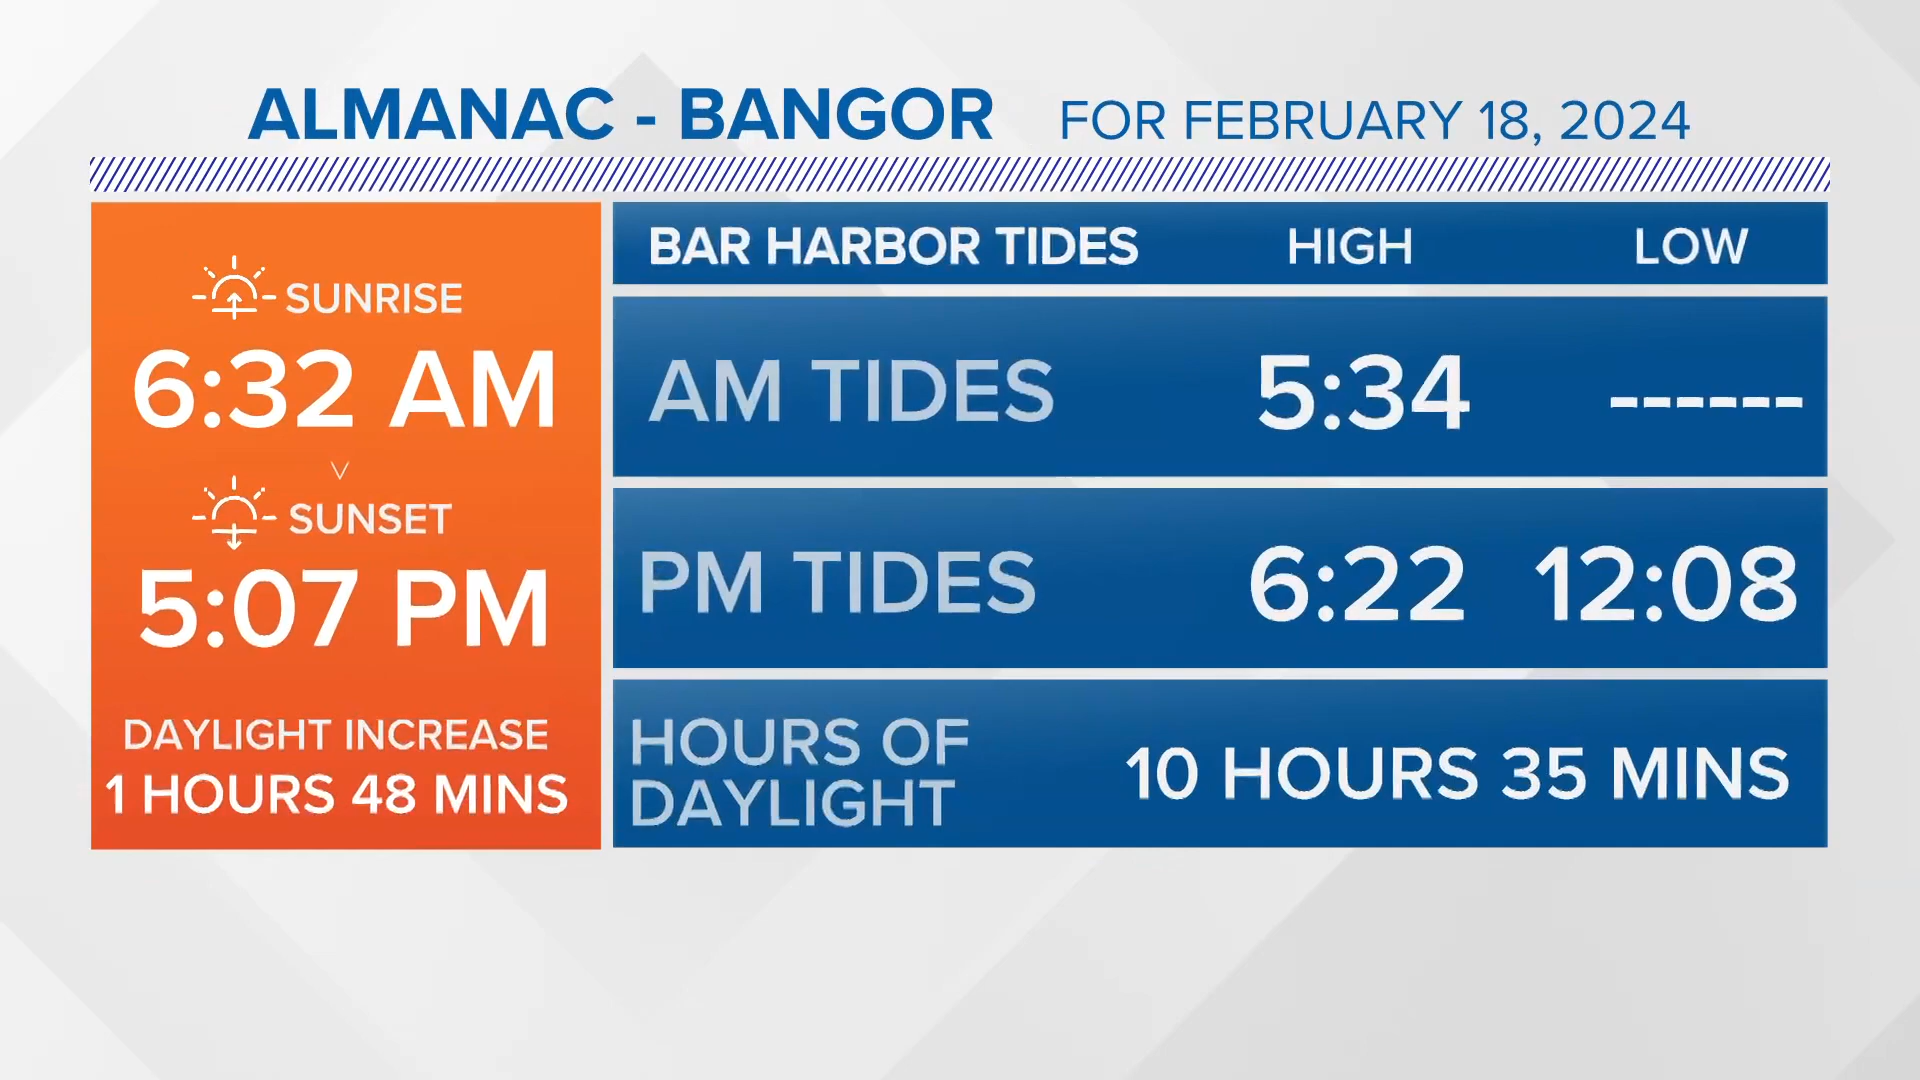 ALMANAC - BANGOR FOR FEBRUARY 18, 2024
SUNRISE
6:32 AM
SUNSET
5:07 PM
DAYLIGHT INCREASE
1 HOURS 48 MINS
BAR HARBOR TIDES HIGH LOW
AM TIDES 5:34 ------
PM TIDES 6:22 12:08
HOURS OF
DAYLIGHT
10 HOURS 35 MINS